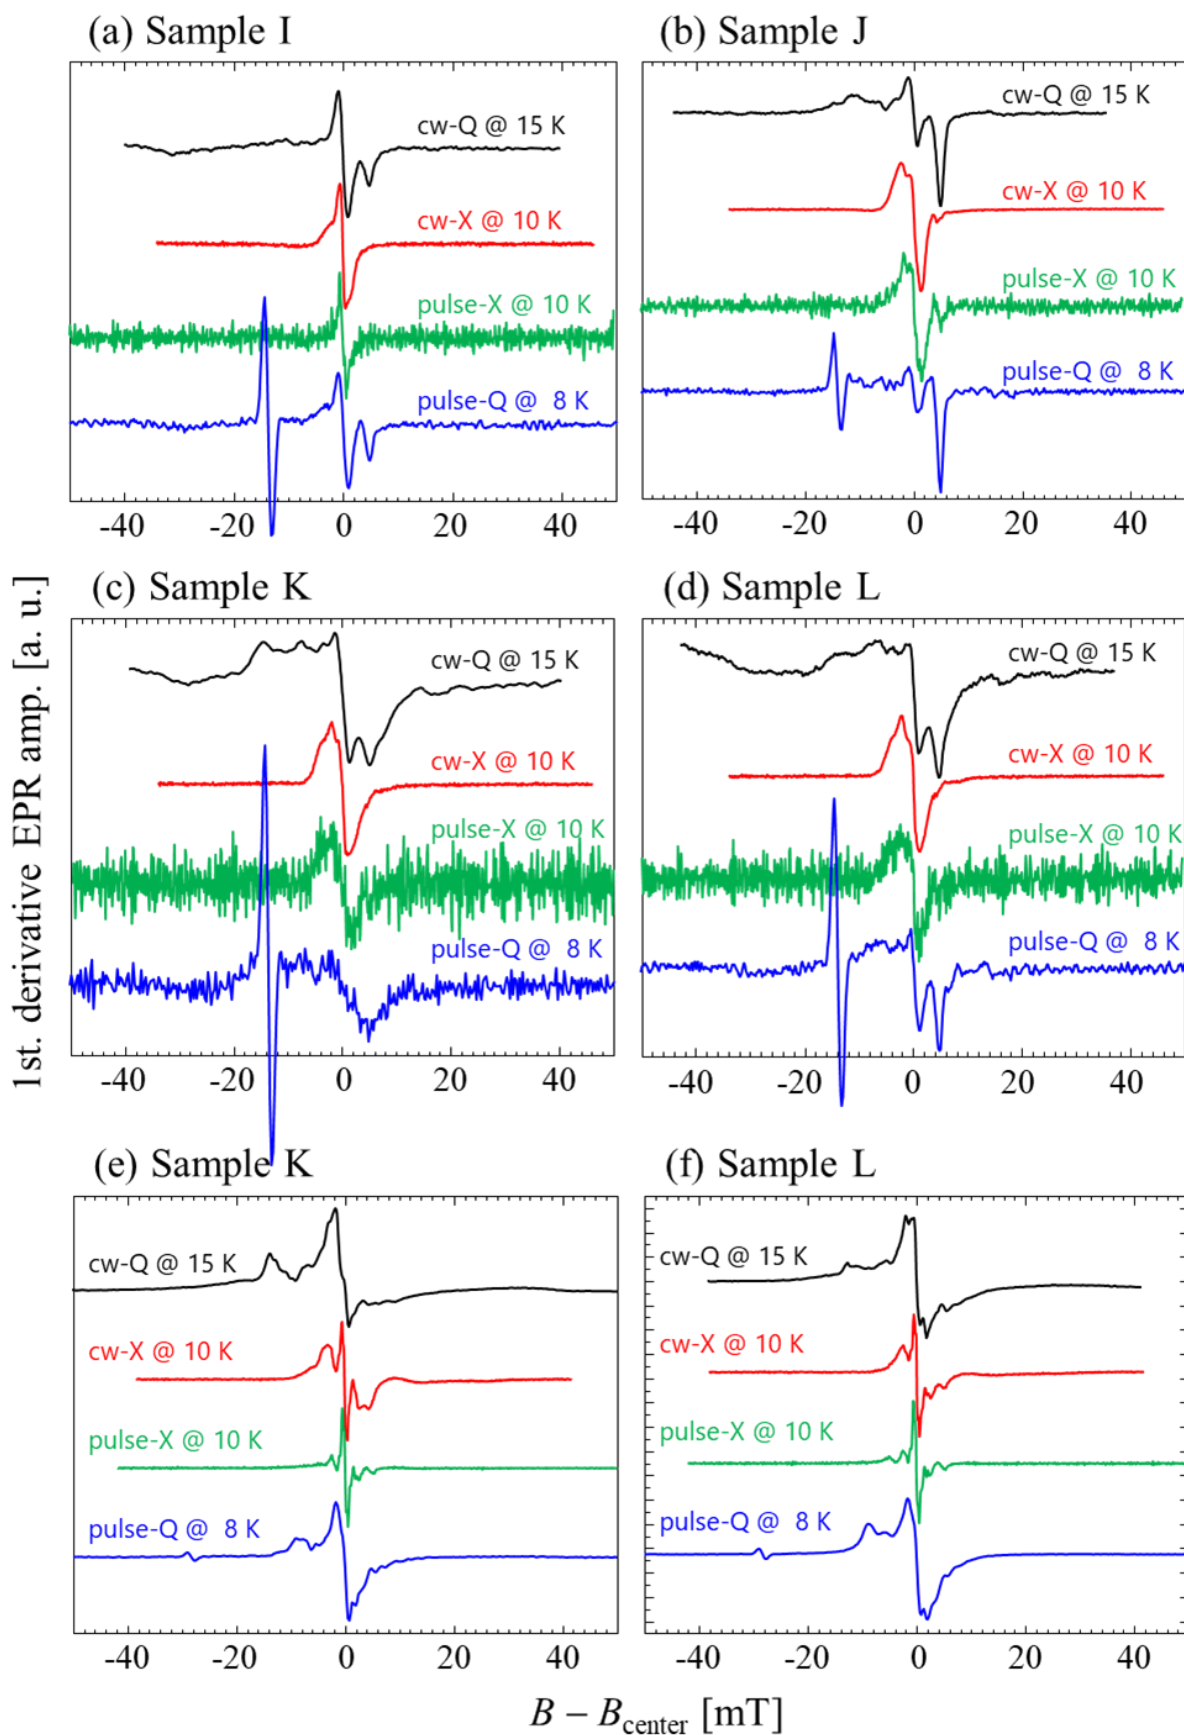 (a) Sample I
(b) Sample J
cw-Q @ 15 K
cw-X @ 10 K
pulse-X @ 10 K
pulse-Q @ 8 K
-40 -20 0 20 40
cw-Q @ 15 K
cw-X @ 10 K
pulse-X @ 10 K
pulse-Q @ 8 K
-40 -20 0 20 40
1st. derivative EPR amp. [a. u.]
(c) Sample K
(d) Sample L
cw-Q @ 15 K
cw-X @ 10 K
pulse-X @ 10 K
pulse-Q @ 8 K
-40 -20 0 20 40
cw-Q @ 15 K
cw-X @ 10 K
pulse-X @ 10 K
pulse-Q @ 8 K
-40 -20 0 20 40
(e) Sample K
(f) Sample L
cw-Q @ 15 K
cw-X @ 10 K
pulse-X @ 10 K
pulse-Q @ 8 K
-40 -20 0 20 40
cw-Q @ 15 K
cw-X @ 10 K
pulse-X @ 10 K
pulse-Q @ 8 K
-40 -20 0 20 40
B – Bcenter [mT]